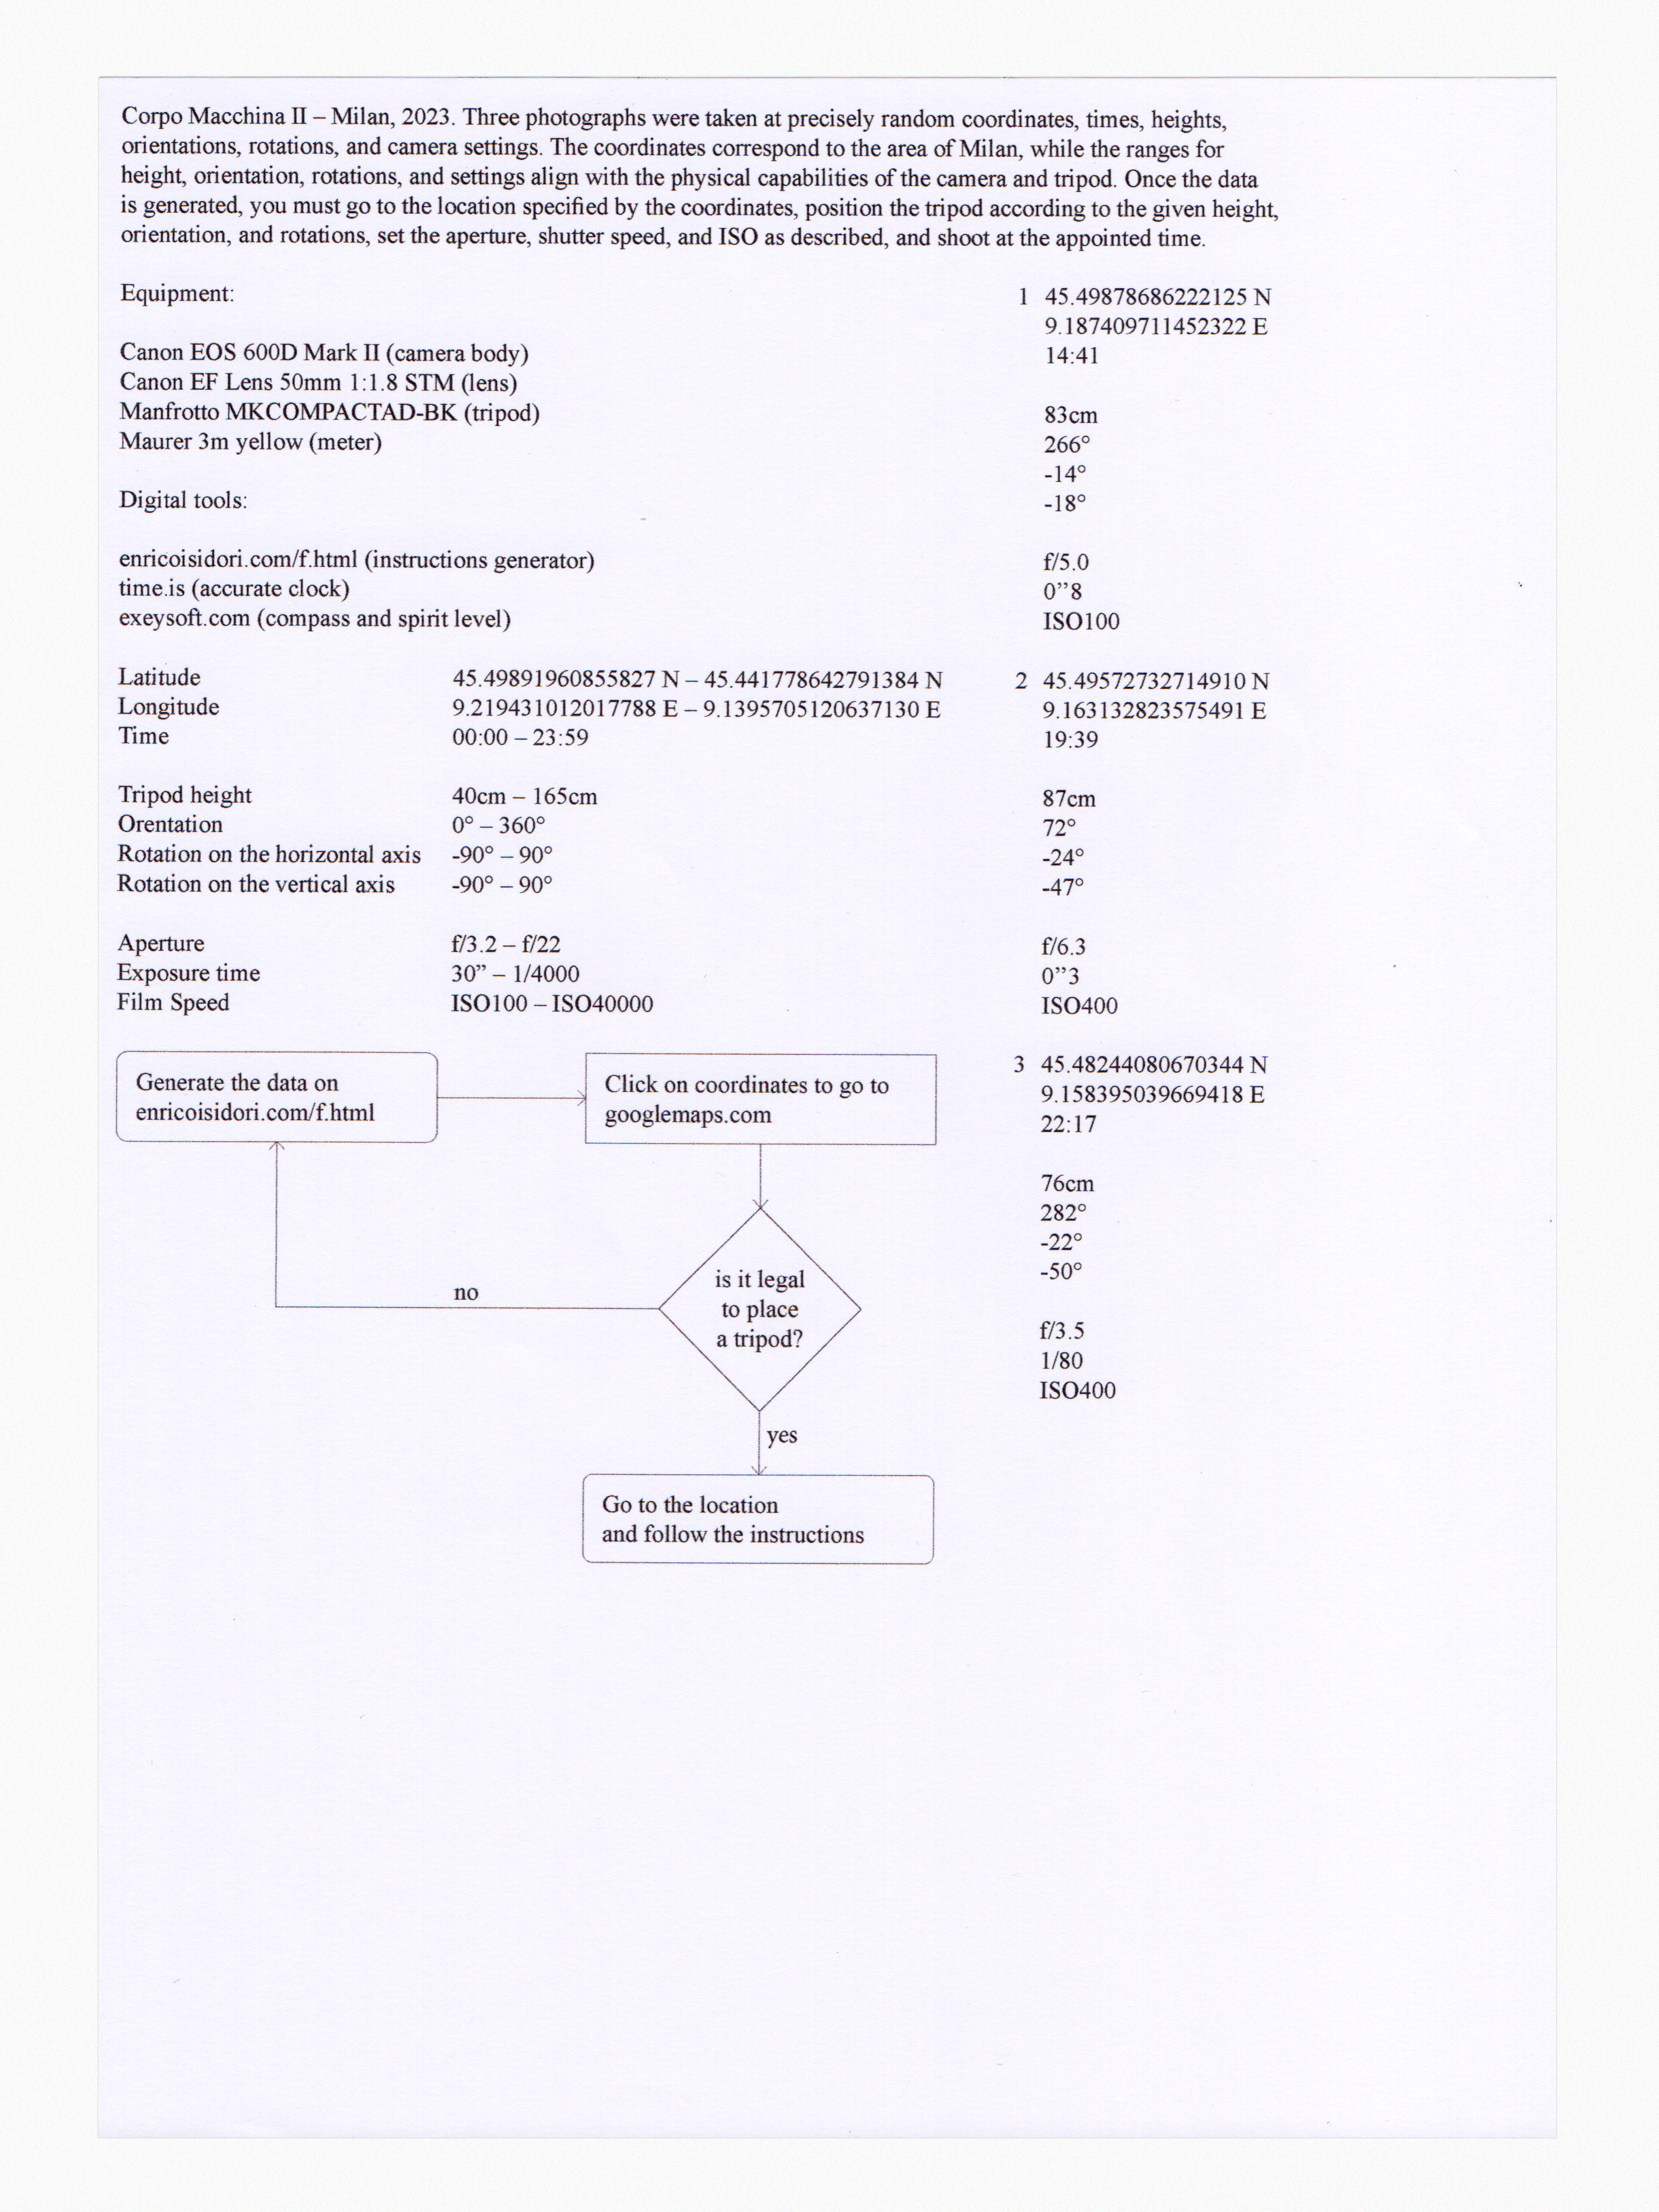 Corpo Macchina II – Milan, 2023. Three photographs were taken at precisely random coordinates, times, heights,
orientations, rotations, and camera settings. The coordinates correspond to the area of Milan, while the ranges for
height, orientation, rotations, and settings align with the physical capabilities of the camera and tripod. Once the data
is generated, you must go to the location specified by the coordinates, position the tripod according to the given height,
orientation, and rotations, set the aperture, shutter speed, and ISO as described, and shoot at the appointed time.
Equipment:
Canon EOS 600D Mark II (camera body)
Canon EF Lens 50mm 1:1.8 STM (lens)
Manfrotto MKCOMPACTAD-BK (tripod)
Maurer 3m yellow (meter)
Digital tools:
enricoisidori.com/f.html (instructions generator)
time.is (accurate clock)
exeysoft.com (compass and spirit level)
Latitude 45.49891960855827 N – 45.441778642791384 N
Longitude 9.219431012017788 E – 9.1395705120637130 E
Time 00:00 – 23:59
Tripod height 40cm – 165cm
Orentation 0° – 360°
Rotation on the horizontal axis -90° – 90°
Rotation on the vertical axis -90° – 90°
Aperture f/3.2 – f/22
Exposure time 30” – 1/4000
Film Speed ISO100 – ISO40000
Generate the data on
enricoisidori.com/f.html
Click on coordinates to go to
googlemaps.com
is it legal
to place
a tripod?
no
yes
Go to the location
and follow the instructions
1 45.49878686222125 N
9.187409711452322 E
14:41
83cm
266°
-14°
-18°
f/5.0
0”8
ISO100
2 45.49572732714910 N
9.163132823575491 E
19:39
87cm
72°
-24°
-47°
f/6.3
0”3
ISO400
3 45.48244080670344 N
9.158395039669418 E
22:17
76cm
282°
-22°
-50°
f/3.5
1/80
ISO400